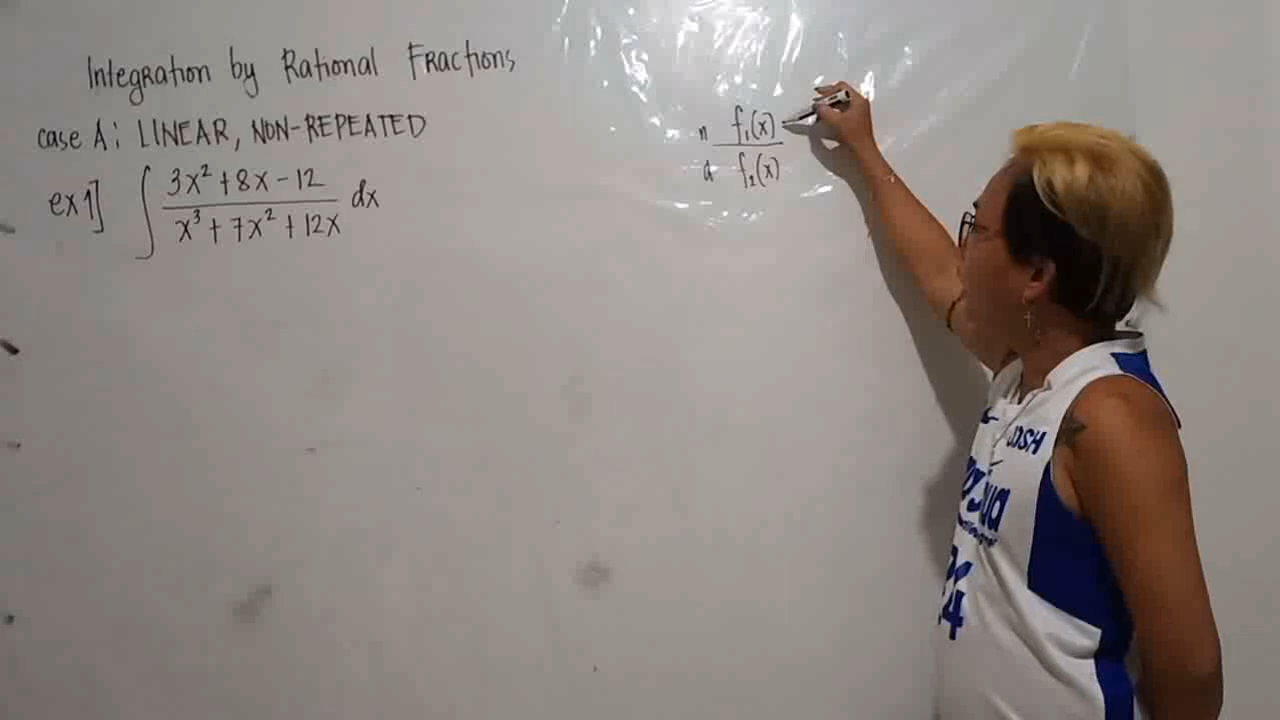 Integration by Rational Fractions
case A: LINEAR, NON-REPEATED
ex 1] ∫ 3x² + 8x - 12 dx
x³ + 7x² + 12x
n f₁(x)
d f₂(x)